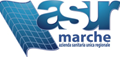 asur
marche
azienda sanitaria unica regionale